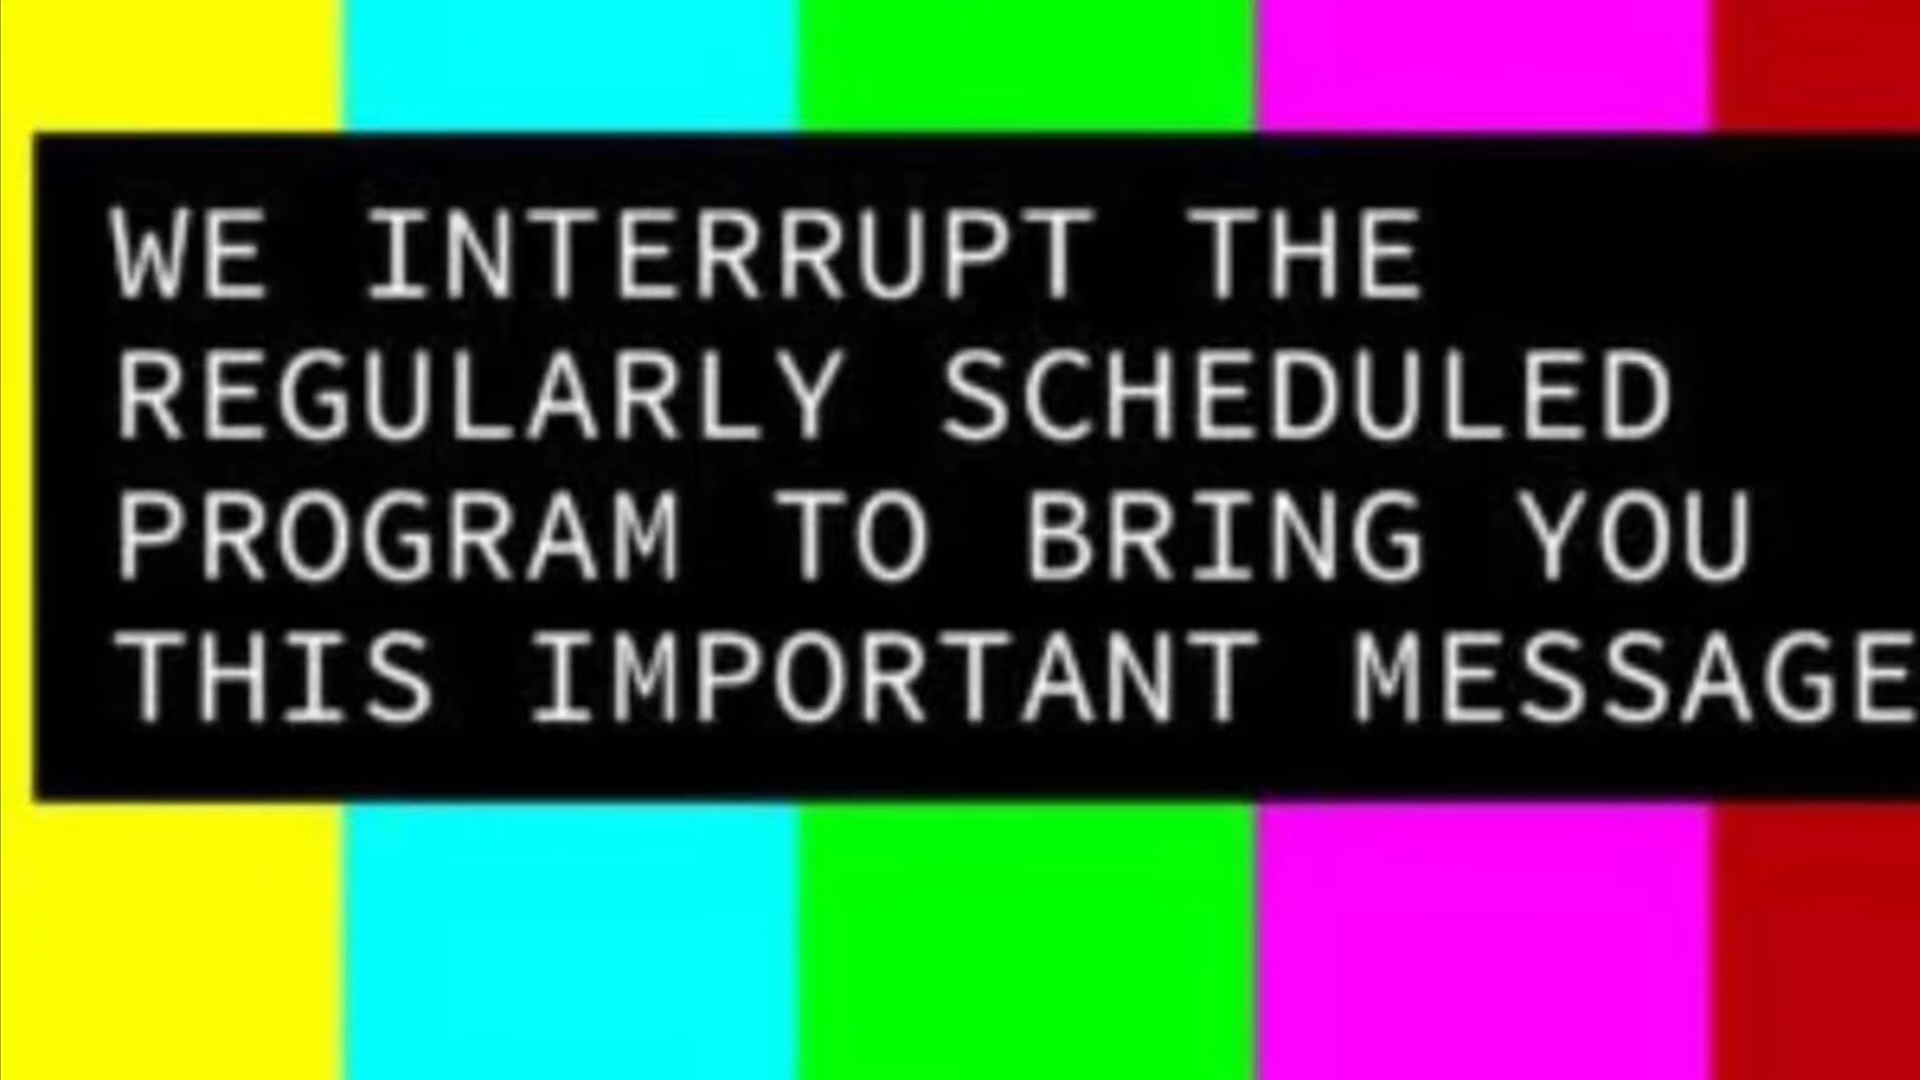 WE INTERRUPT THE
REGULARLY SCHEDULED
PROGRAM TO BRING YOU
THIS IMPORTANT MESSAGE